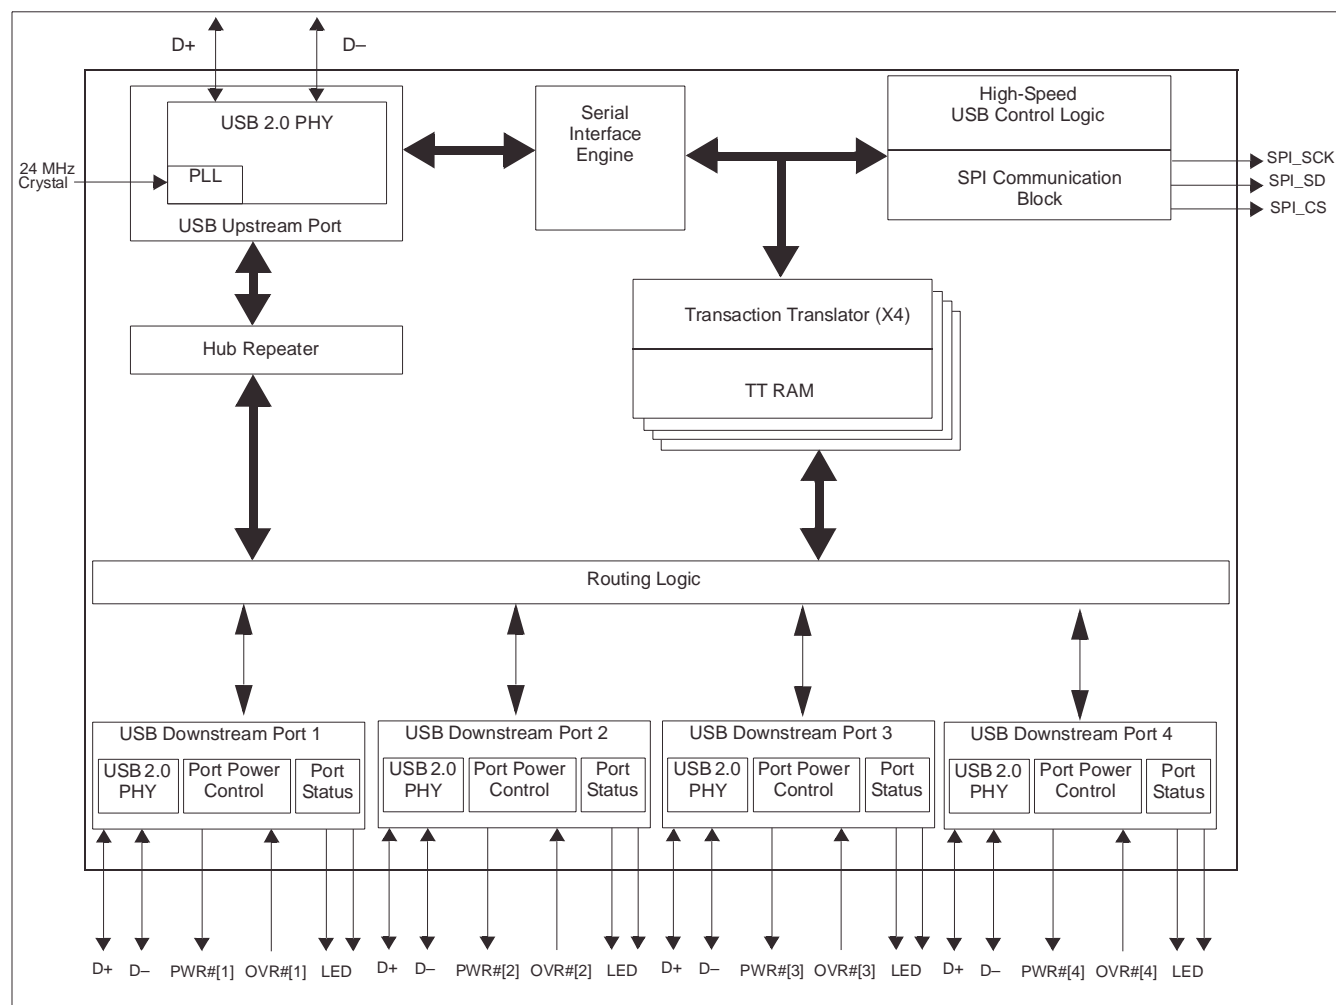 D+
D–
USB 2.0 PHY
24 MHz
Crystal
PLL
USB Upstream Port
Serial
Interface
Engine
High-Speed
USB Control Logic
SPI Communication
Block
SPI_SCK
SPI_SD
SPI_CS
Hub Repeater
Transaction Translator (X4)
TT RAM
Routing Logic
USB Downstream Port 1
USB 2.0
PHY
Port Power
Control
Port
Status
USB Downstream Port 2
USB 2.0
PHY
Port Power
Control
Port
Status
USB Downstream Port 3
USB 2.0
PHY
Port Power
Control
Port
Status
USB Downstream Port 4
USB 2.0
PHY
Port Power
Control
Port
Status
D+ D– PWR#[1] OVR#[1] LED D+ D– PWR#[2] OVR#[2] LED D+ D– PWR#[3] OVR#[3] LED D+ D– PWR#[4] OVR#[4] LED